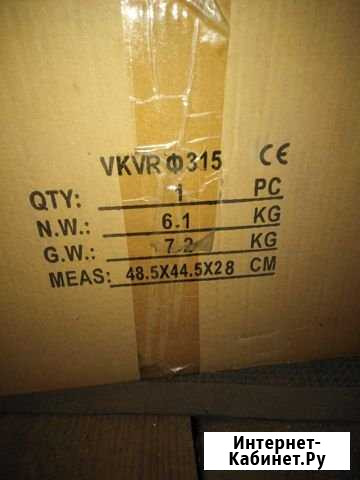 VKVR Φ315 CE
QTY: 1 PC
N.W.: 6.1 KG
G.W.: 7.2 KG
MEAS: 48.5X44.5X28 CM
Интернет-
Кабинет.Ру